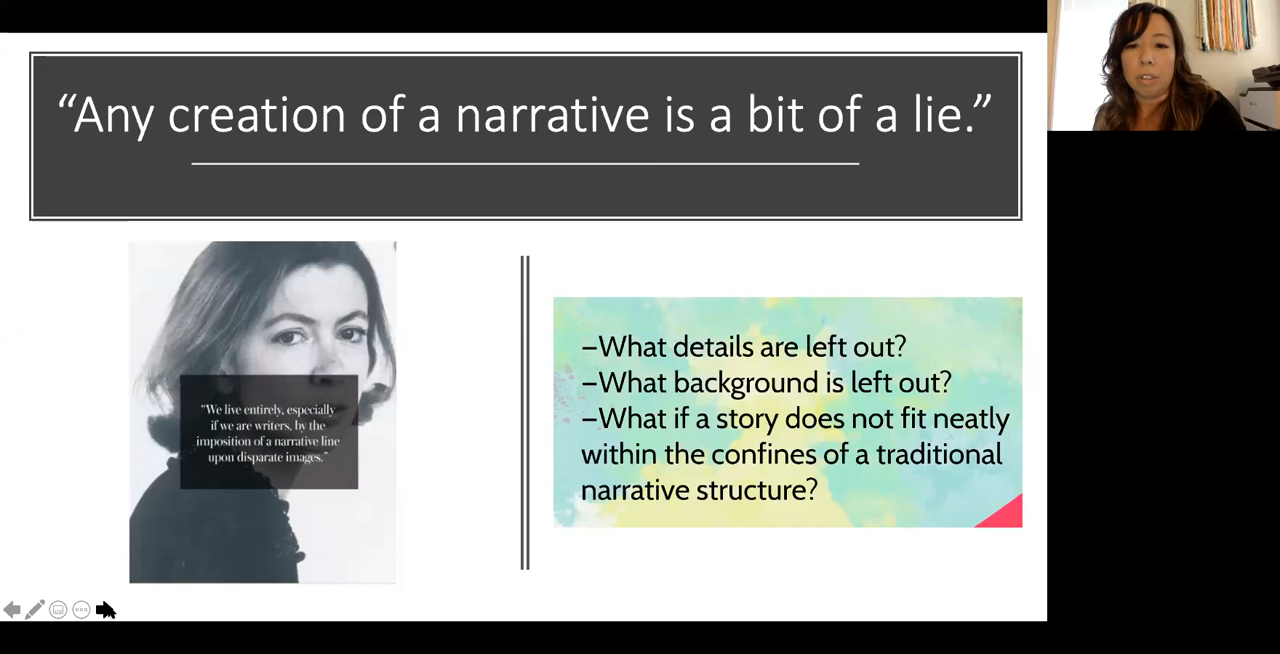 “Any creation of a narrative is a bit of a lie.”
“We live entirely, especially
if we are writers, by the
imposition of a narrative line
upon disparate images.”
–What details are left out?
–What background is left out?
–What if a story does not fit neatly
within the confines of a traditional
narrative structure?